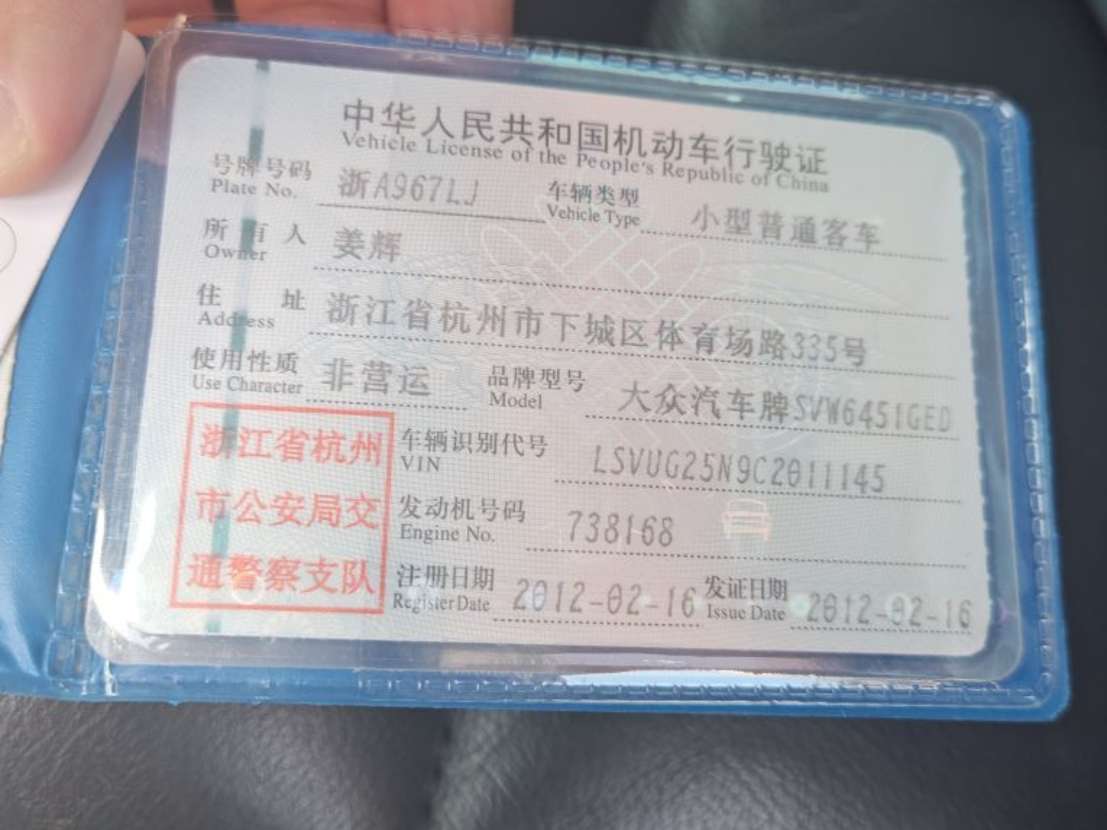 中华人民共和国机动车行驶证
Vehicle License of the People's Republic of China
号牌号码 浙A967LJ 车辆类型 小型普通客车
Plate No. Vehicle Type
所有人 姜辉
Owner
住址 浙江省杭州市下城区体育场路335号
Address
使用性质 非营运 品牌型号 大众汽车牌SVW6451GED
Use Character Model
浙江省杭州
市公安局交
通警察支队
车辆识别代号 LSVUG25N9C2011145
VIN
发动机号码 738168
Engine No.
注册日期 2012-02-16 发证日期 2012-02-16
Register Date Issue Date